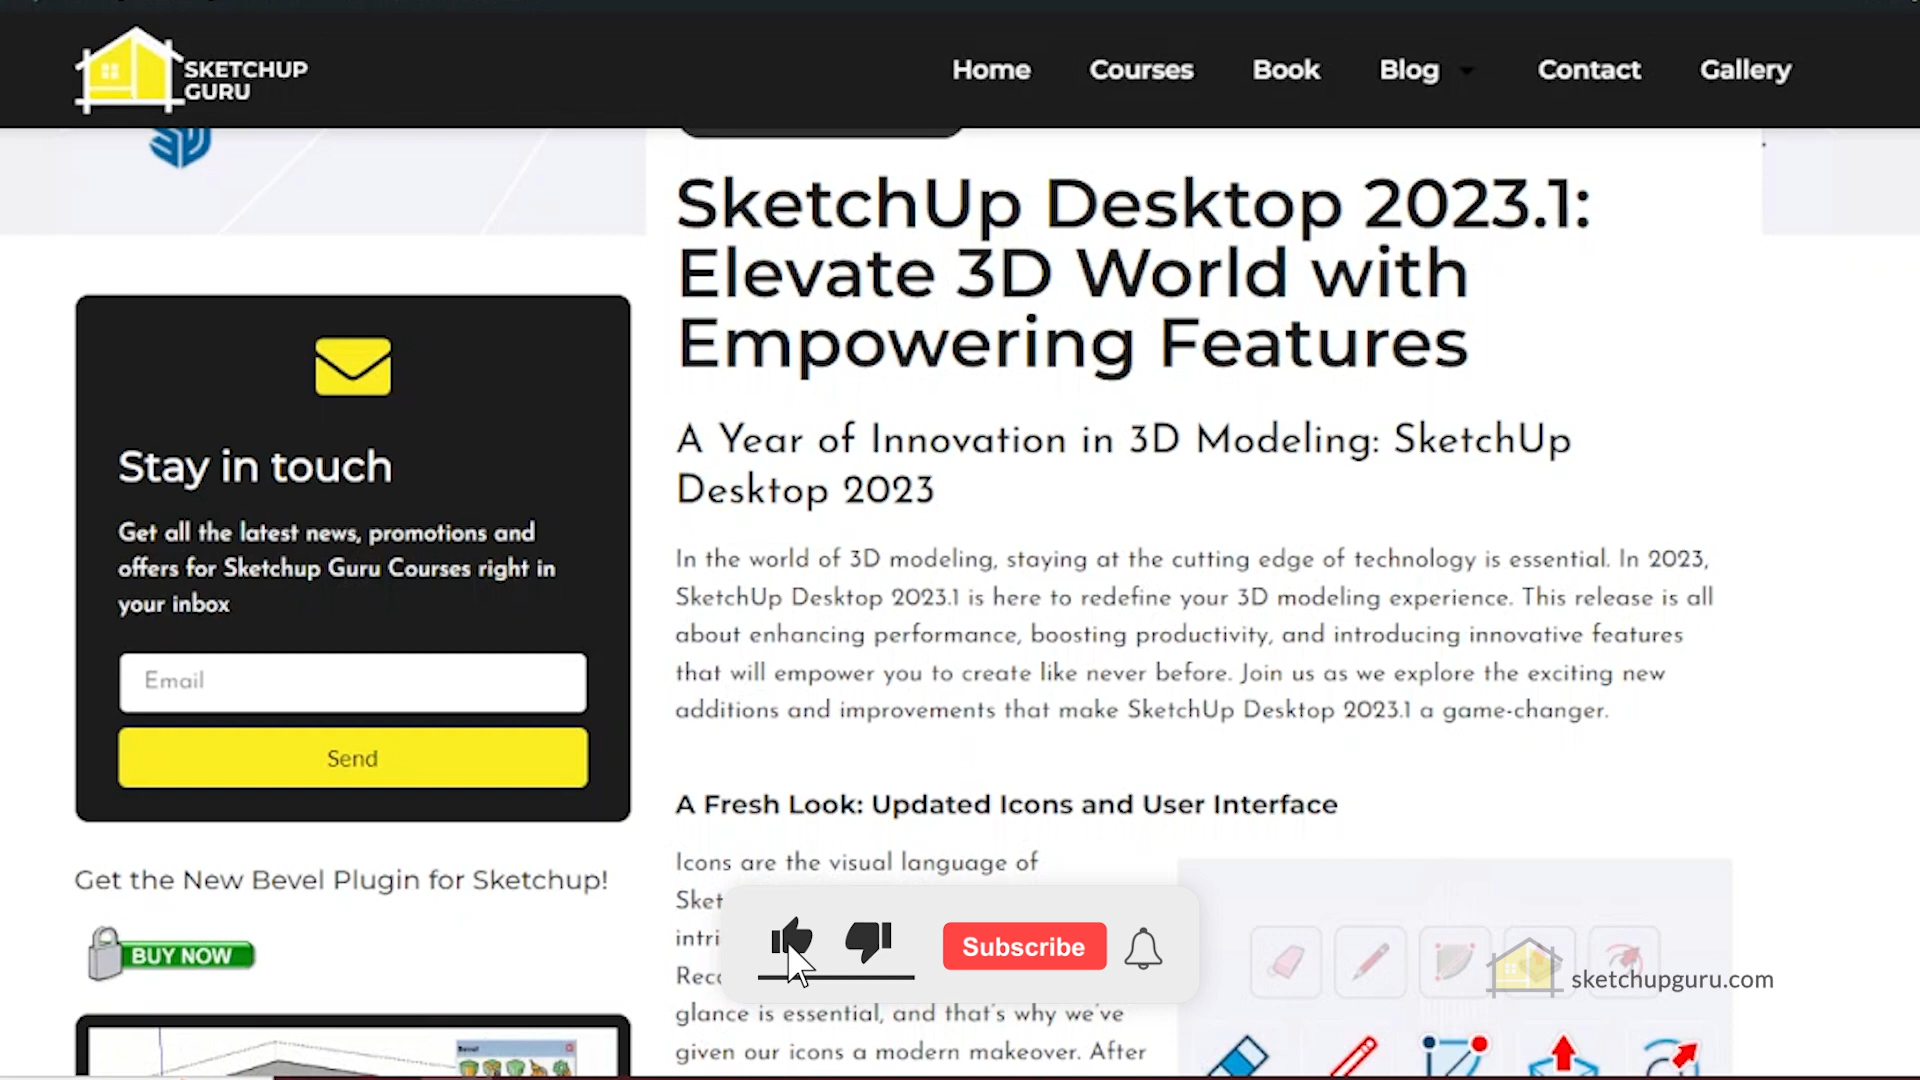 SKETCHUP
GURU
Home Courses Book Blog Contact Gallery
SketchUp Desktop 2023.1:
Elevate 3D World with
Empowering Features
A Year of Innovation in 3D Modeling: SketchUp
Desktop 2023
In the world of 3D modeling, staying at the cutting edge of technology is essential. In 2023,
SketchUp Desktop 2023.1 is here to redefine your 3D modeling experience. This release is all
about enhancing performance, boosting productivity, and introducing innovative features
that will empower you to create like never before. Join us as we explore the exciting new
additions and improvements that make SketchUp Desktop 2023.1 a game-changer.
A Fresh Look: Updated Icons and User Interface
Icons are the visual language of
glance is essential, and that's why we've
given our icons a modern makeover. After
Stay in touch
Get all the latest news, promotions and
offers for Sketchup Guru Courses right in
your inbox
Email
Send
Get the New Bevel Plugin for Sketchup!
BUY NOW
Bevel
Subscribe
sketchupguru.com